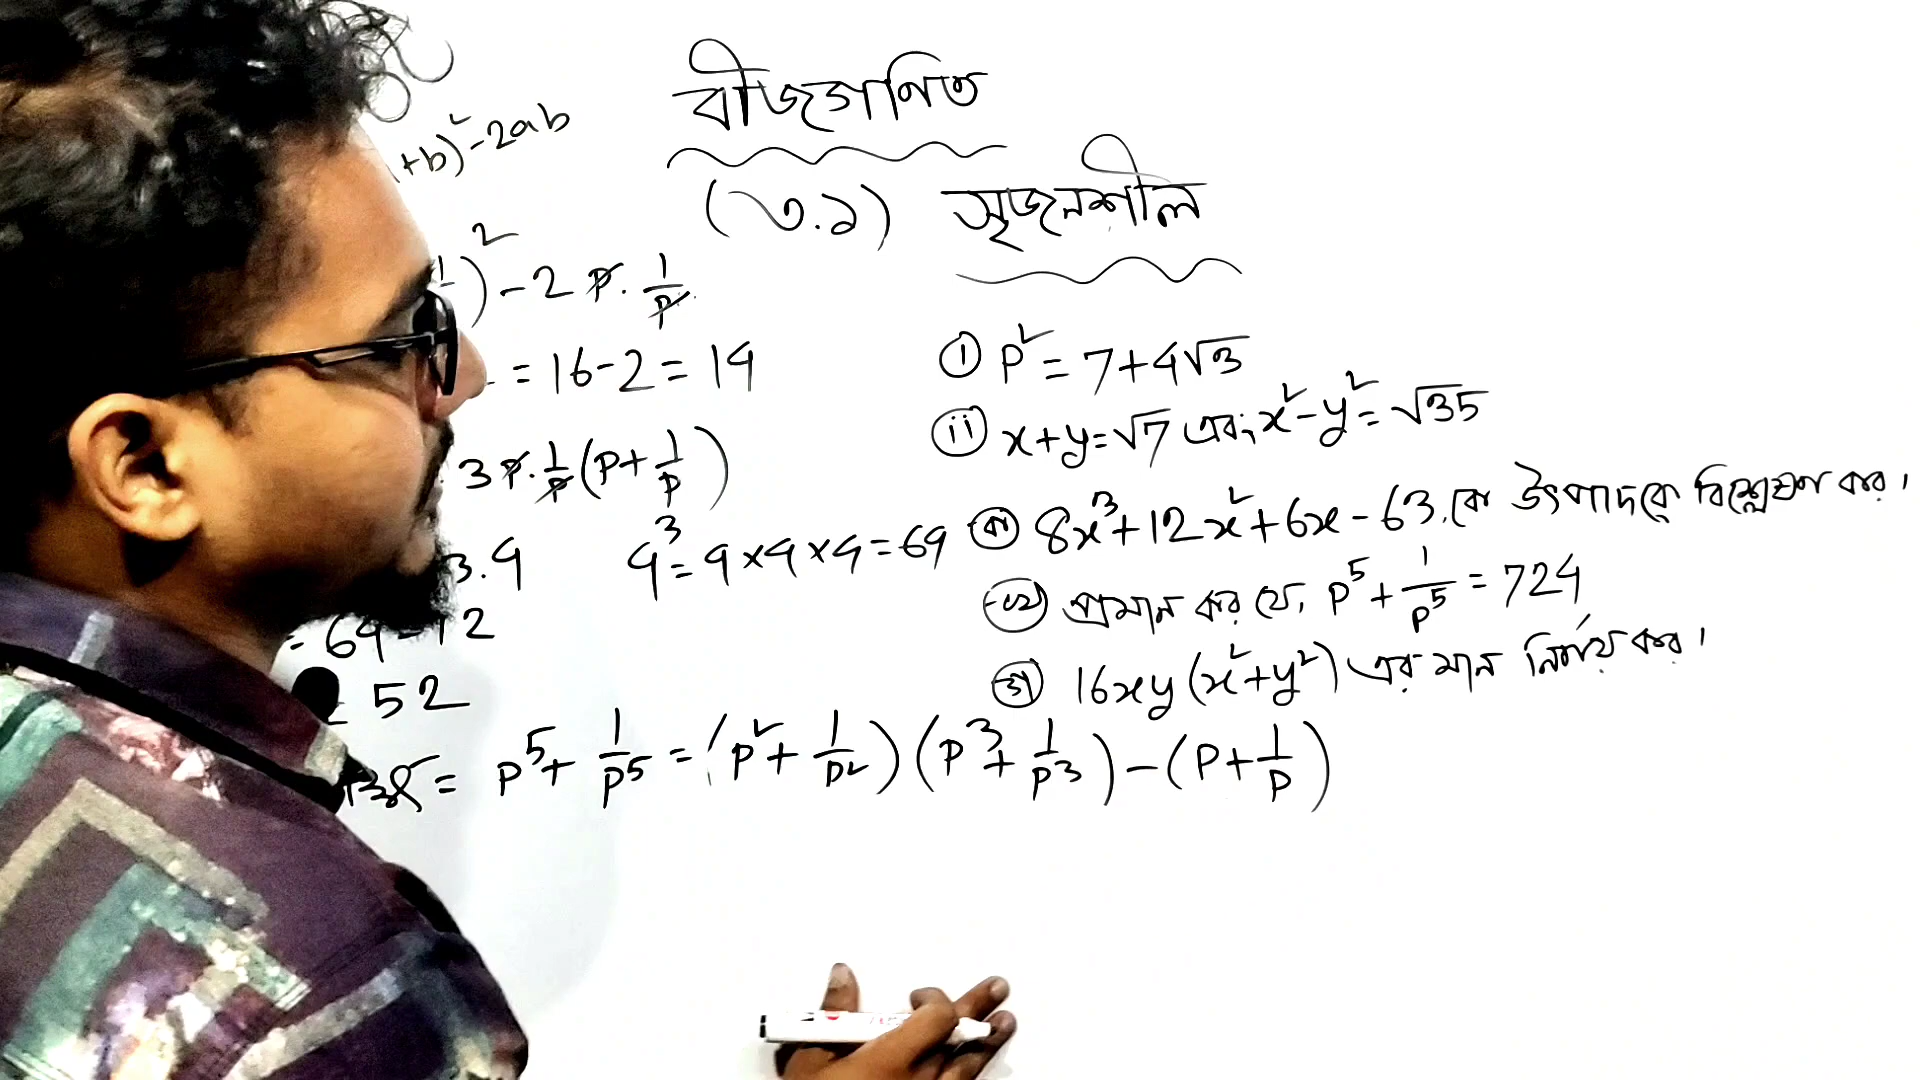 বীজগণিত
(৩.১) সৃজনশীল
+b)²-2ab
)² - 2 p. 1/p
= 16-2 = 14
3 p. 1/p (p + 1/p)
3.4
4³ = 4 x 4 x 4 = 64
= 64 - 12
= 52
i p² = 7+4√3
ii x+y = √7 এবং x² - y² = √35
ক 8x³ + 12x² + 6x - 63. কে উৎপাদকে বিশ্লেষণ কর।
খ প্রমান কর যে, p⁵ + 1/p⁵ = 724
গ 16xy (x² + y²) এর মান নির্ণয় কর।
= p⁵ + 1/p⁵ = (p² + 1/p²) (p³ + 1/p³) - (p + 1/p)